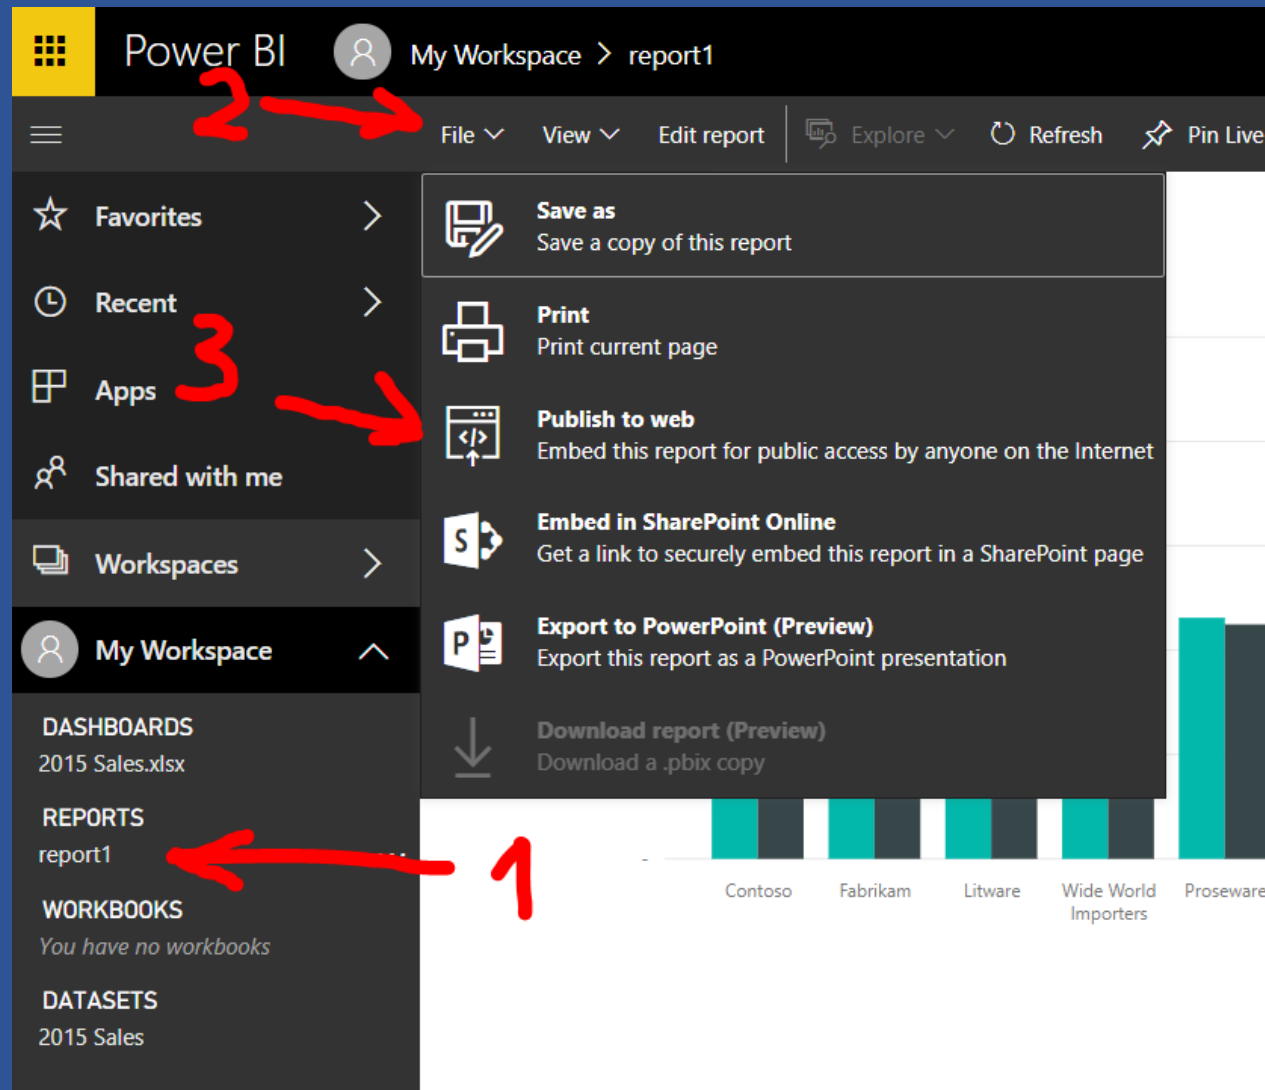 Power BI
My Workspace > report1
2
File
View
Edit report
Explore
Refresh
Pin Live
Favorites
Recent
3
Apps
Shared with me
Workspaces
My Workspace
DASHBOARDS
2015 Sales.xlsx
REPORTS
report1
...
1
WORKBOOKS
You have no workbooks
DATASETS
2015 Sales
Save as
Save a copy of this report
Print
Print current page
Publish to web
Embed this report for public access by anyone on the Internet
Embed in SharePoint Online
Get a link to securely embed this report in a SharePoint page
Export to PowerPoint (Preview)
Export this report as a PowerPoint presentation
Download report (Preview)
Download a .pbix copy
-
Contoso
Fabrikam
Litware
Wide World
Importers
Proseware